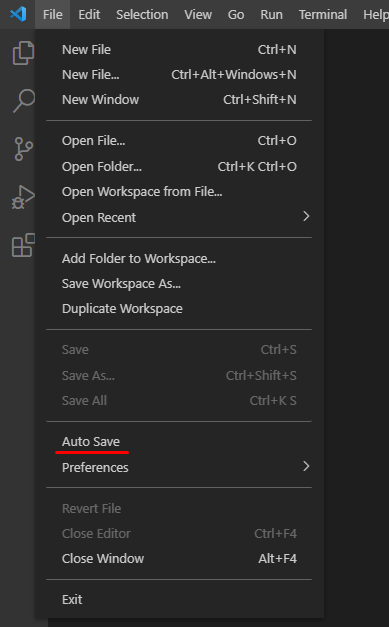 File Edit Selection View Go Run Terminal Help
New File Ctrl+N
New File... Ctrl+Alt+Windows+N
New Window Ctrl+Shift+N
Open File... Ctrl+O
Open Folder... Ctrl+K Ctrl+O
Open Workspace from File...
Open Recent
Add Folder to Workspace...
Save Workspace As...
Duplicate Workspace
Save Ctrl+S
Save As... Ctrl+Shift+S
Save All Ctrl+K S
Auto Save
Preferences
Revert File
Close Editor Ctrl+F4
Close Window Alt+F4
Exit